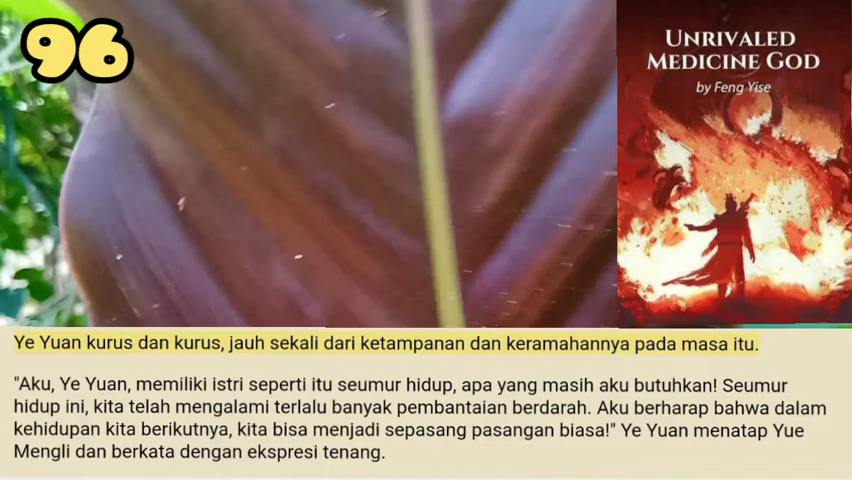 96
UNRIVALED
MEDICINE GOD
by Feng Yise
Ye Yuan kurus dan kurus, jauh sekali dari ketampanan dan keramahannya pada masa itu.
"Aku, Ye Yuan, memiliki istri seperti itu seumur hidup, apa yang masih aku butuhkan! Seumur
hidup ini, kita telah mengalami terlalu banyak pembantaian berdarah. Aku berharap bahwa dalam
kehidupan kita berikutnya, kita bisa menjadi sepasang pasangan biasa!" Ye Yuan menatap Yue
Mengli dan berkata dengan ekspresi tenang.